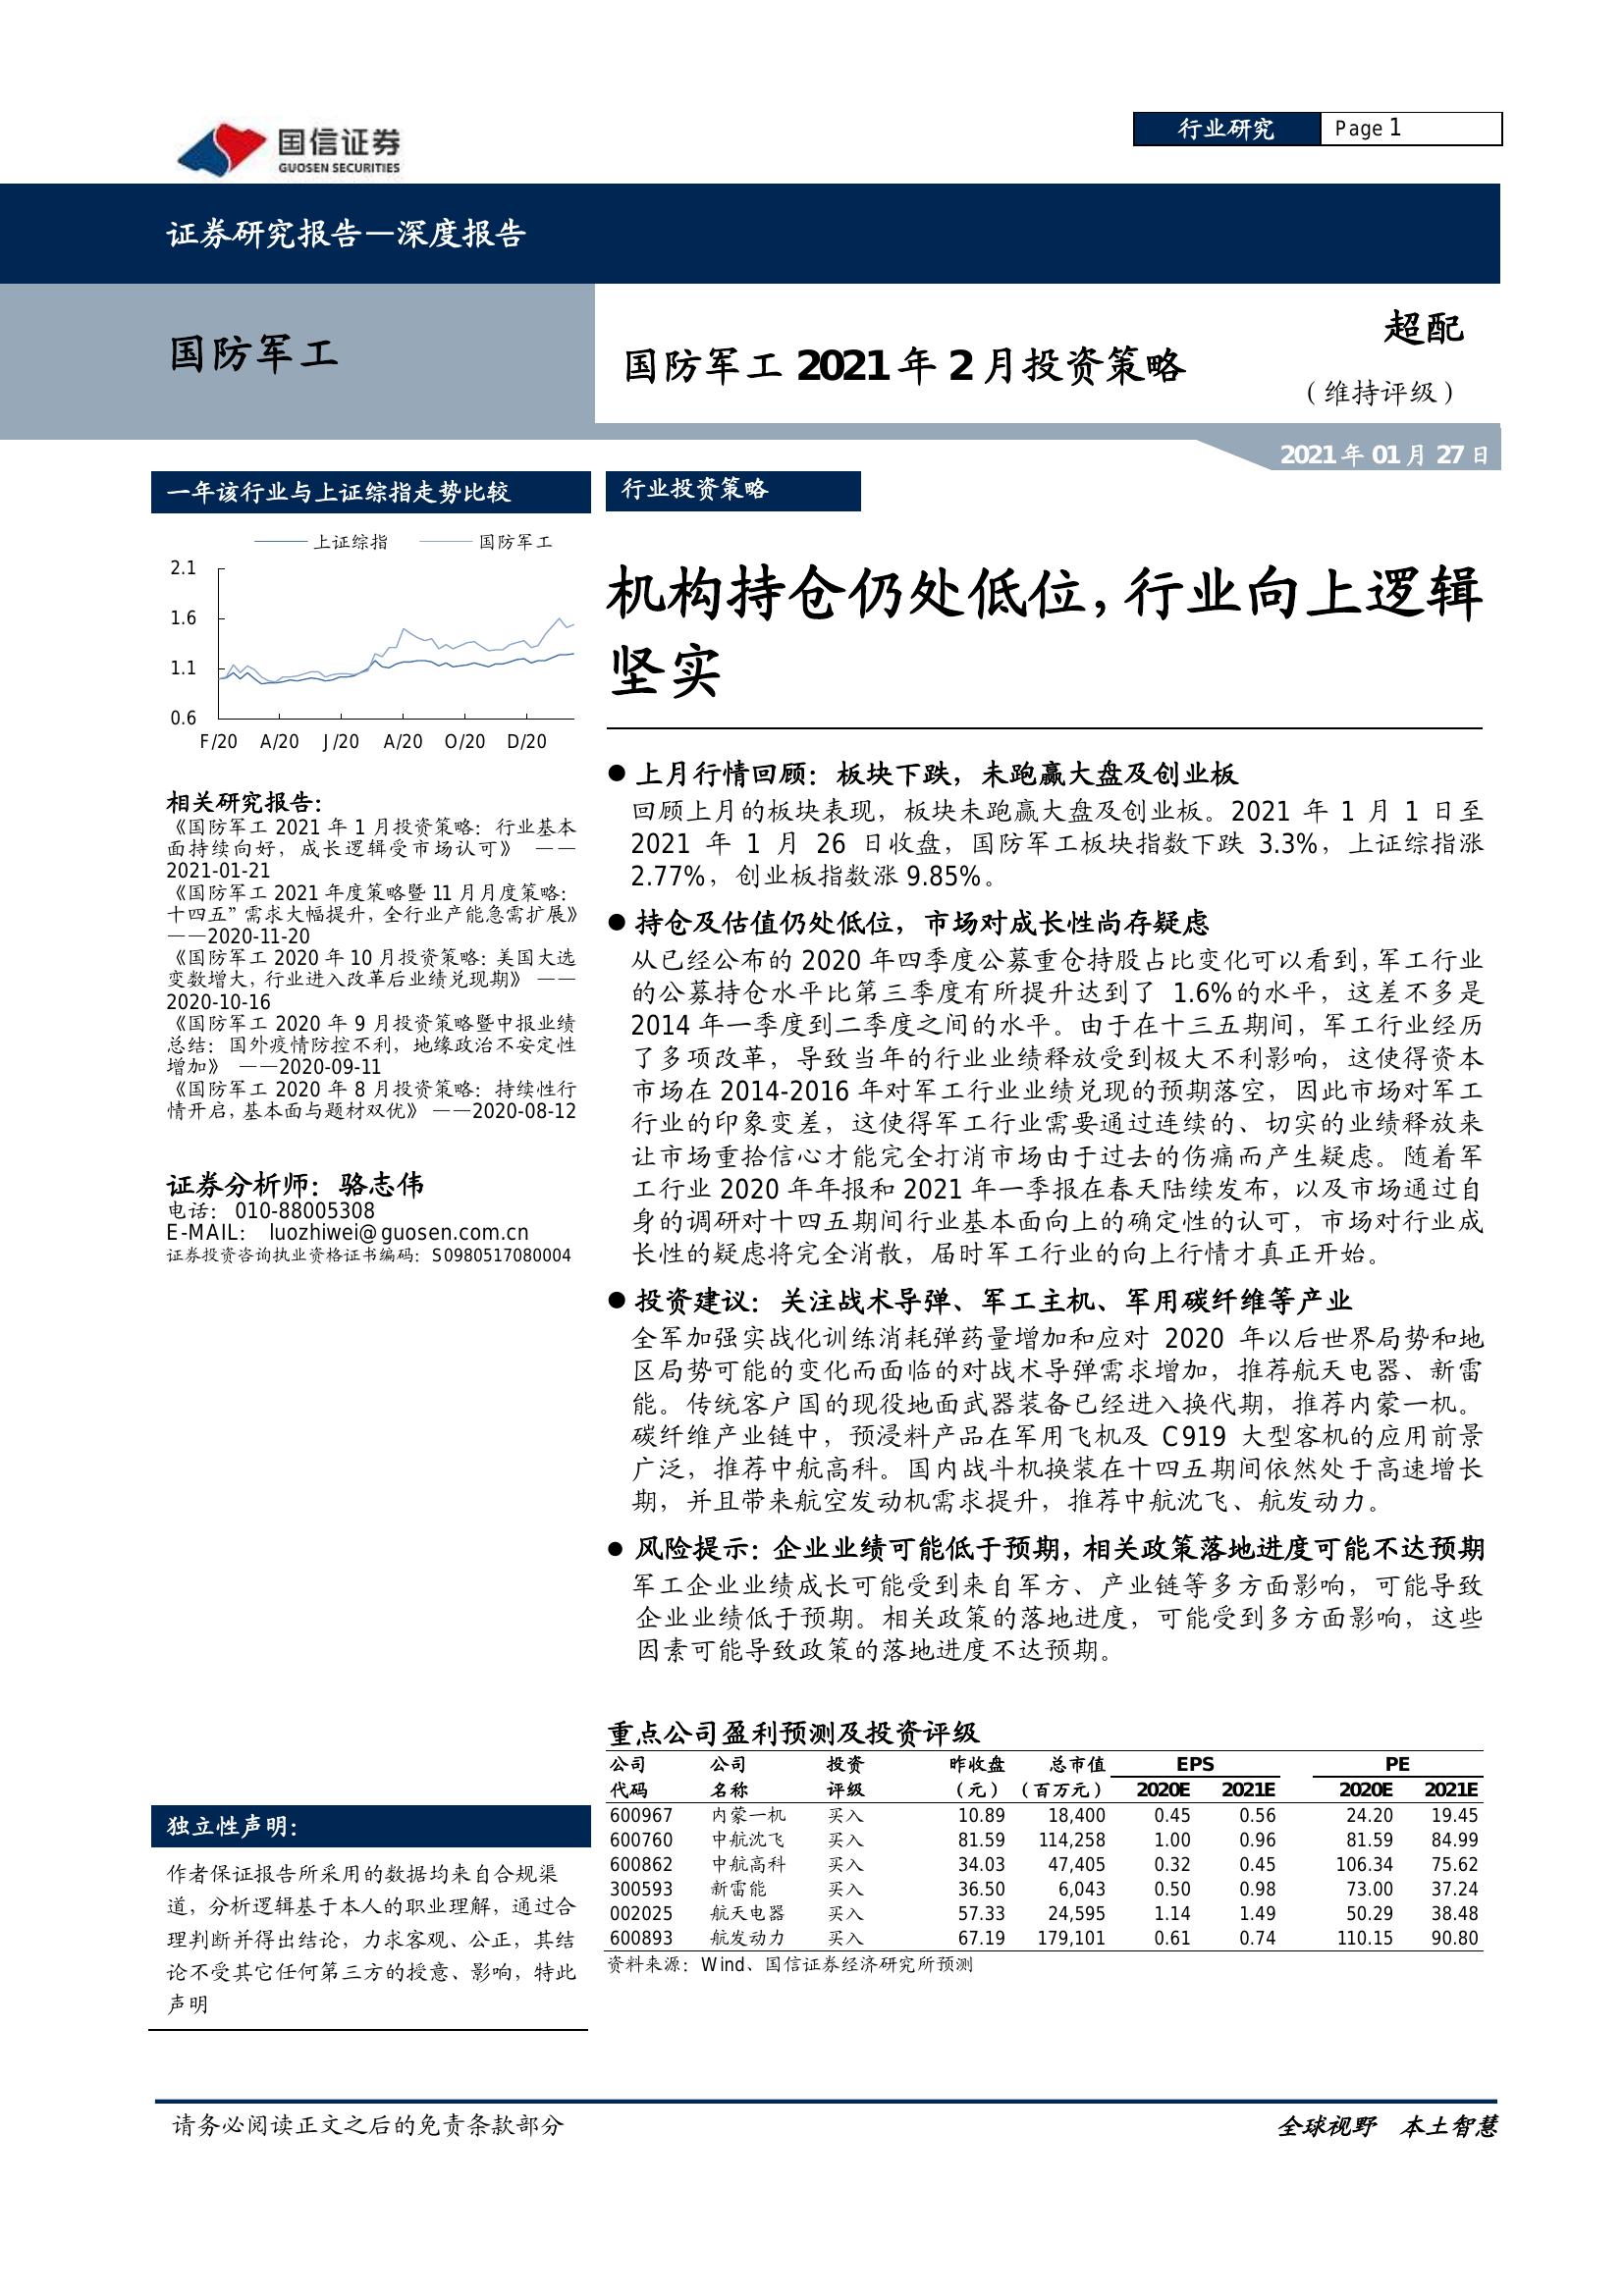 国信证券
GUOSEN SECURITIES
行业研究
Page 1
证券研究报告—深度报告
国防军工
国防军工 2021 年 2 月投资策略
超配
（维持评级）
2021 年 01 月 27 日
一年该行业与上证综指走势比较
上证综指
国防军工
2.1
1.6
1.1
0.6
F/20 A/20 J/20 A/20 O/20 D/20
相关研究报告：
《国防军工 2021 年 1 月投资策略：行业基本
面持续向好，成长逻辑受市场认可》 ——
2021-01-21
《国防军工 2021 年度策略暨 11 月月度策略：
十四五”需求大幅提升，全行业产能急需扩展》
——2020-11-20
《国防军工 2020 年 10 月投资策略：美国大选
变数增大，行业进入改革后业绩兑现期》 ——
2020-10-16
《国防军工 2020 年 9 月投资策略暨中报业绩
总结：国外疫情防控不利，地缘政治不安定性
增加》 ——2020-09-11
《国防军工 2020 年 8 月投资策略：持续性行
情开启，基本面与题材双优》 ——2020-08-12
证券分析师：骆志伟
电话： 010-88005308
E-MAIL： luozhiwei@guosen.com.cn
证券投资咨询执业资格证书编码：S0980517080004
独立性声明：
作者保证报告所采用的数据均来自合规渠
道，分析逻辑基于本人的职业理解，通过合
理判断并得出结论，力求客观、公正，其结
论不受其它任何第三方的授意、影响，特此
声明
行业投资策略
机构持仓仍处低位，行业向上逻辑
坚实
● 上月行情回顾：板块下跌，未跑赢大盘及创业板
回顾上月的板块表现，板块未跑赢大盘及创业板。2021 年 1 月 1 日至
2021 年 1 月 26 日收盘，国防军工板块指数下跌 3.3%，上证综指涨
2.77%，创业板指数涨 9.85%。
● 持仓及估值仍处低位，市场对成长性尚存疑虑
从已经公布的 2020 年四季度公募重仓持股占比变化可以看到，军工行业
的公募持仓水平比第三季度有所提升达到了 1.6%的水平，这差不多是
2014 年一季度到二季度之间的水平。由于在十三五期间，军工行业经历
了多项改革，导致当年的行业业绩释放受到极大不利影响，这使得资本
市场在 2014-2016 年对军工行业业绩兑现的预期落空，因此市场对军工
行业的印象变差，这使得军工行业需要通过连续的、切实的业绩释放来
让市场重拾信心才能完全打消市场由于过去的伤痛而产生疑虑。随着军
工行业 2020 年年报和 2021 年一季报在春天陆续发布，以及市场通过自
身的调研对十四五期间行业基本面向上的确定性的认可，市场对行业成
长性的疑虑将完全消散，届时军工行业的向上行情才真正开始。
● 投资建议：关注战术导弹、军工主机、军用碳纤维等产业
全军加强实战化训练消耗弹药量增加和应对 2020 年以后世界局势和地
区局势可能的变化而面临的对战术导弹需求增加，推荐航天电器、新雷
能。传统客户国的现役地面武器装备已经进入换代期，推荐内蒙一机。
碳纤维产业链中，预浸料产品在军用飞机及 C919 大型客机的应用前景
广泛，推荐中航高科。国内战斗机换装在十四五期间依然处于高速增长
期，并且带来航空发动机需求提升，推荐中航沈飞、航发动力。
● 风险提示：企业业绩可能低于预期，相关政策落地进度可能不达预期
军工企业业绩成长可能受到来自军方、产业链等多方面影响，可能导致
企业业绩低于预期。相关政策的落地进度，可能受到多方面影响，这些
因素可能导致政策的落地进度不达预期。
重点公司盈利预测及投资评级
公司 公司 投资 昨收盘 总市值 EPS PE
代码 名称 评级 （元） （百万元） 2020E 2021E 2020E 2021E
600967 内蒙一机 买入 10.89 18,400 0.45 0.56 24.20 19.45
600760 中航沈飞 买入 81.59 114,258 1.00 0.96 81.59 84.99
600862 中航高科 买入 34.03 47,405 0.32 0.45 106.34 75.62
300593 新雷能 买入 36.50 6,043 0.50 0.98 73.00 37.24
002025 航天电器 买入 57.33 24,595 1.14 1.49 50.29 38.48
600893 航发动力 买入 67.19 179,101 0.61 0.74 110.15 90.80
资料来源：Wind、国信证券经济研究所预测
请务必阅读正文之后的免责条款部分
全球视野 本土智慧